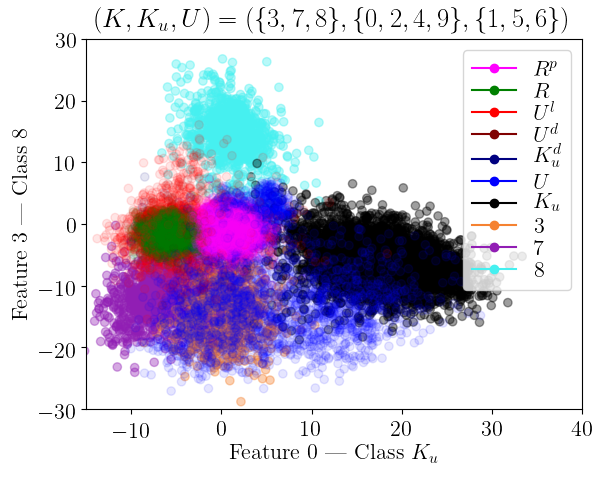 (K, K_u, U) = ({3, 7, 8}, {0, 2, 4, 9}, {1, 5, 6})
30
20
10
0
−10
−20
−30
Feature 3 — Class 8
R^p
R
U^l
U^d
K_u^d
U
K_u
3
7
8
−10
0
10
20
30
40
Feature 0 — Class K_u